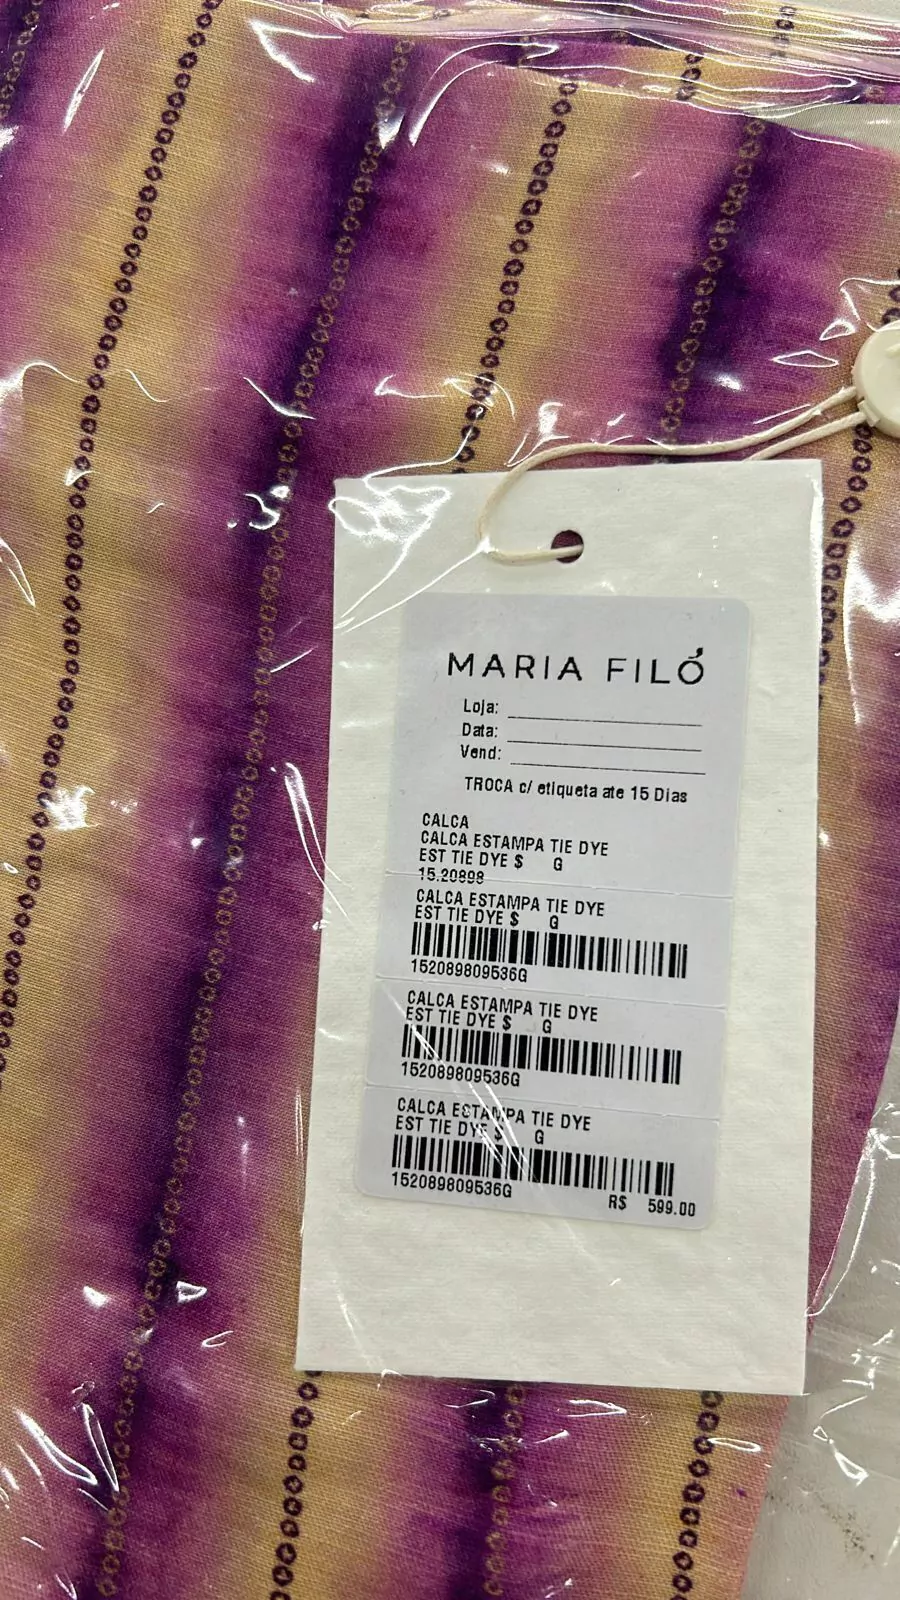 MARIA FILÓ
Loja:
Data:
Vend:
TROCA c/ etiqueta ate 15 Dias
CALCA
CALCA ESTAMPA TIE DYE
EST TIE DYE $ G
15.20898
CALCA ESTAMPA TIE DYE
EST TIE DYE $ G
152089809536G
CALCA ESTAMPA TIE DYE
EST TIE DYE $ G
152089809536G
CALCA ESTAMPA TIE DYE
EST TIE DYE $ G
152089809536G
R$ 599.00